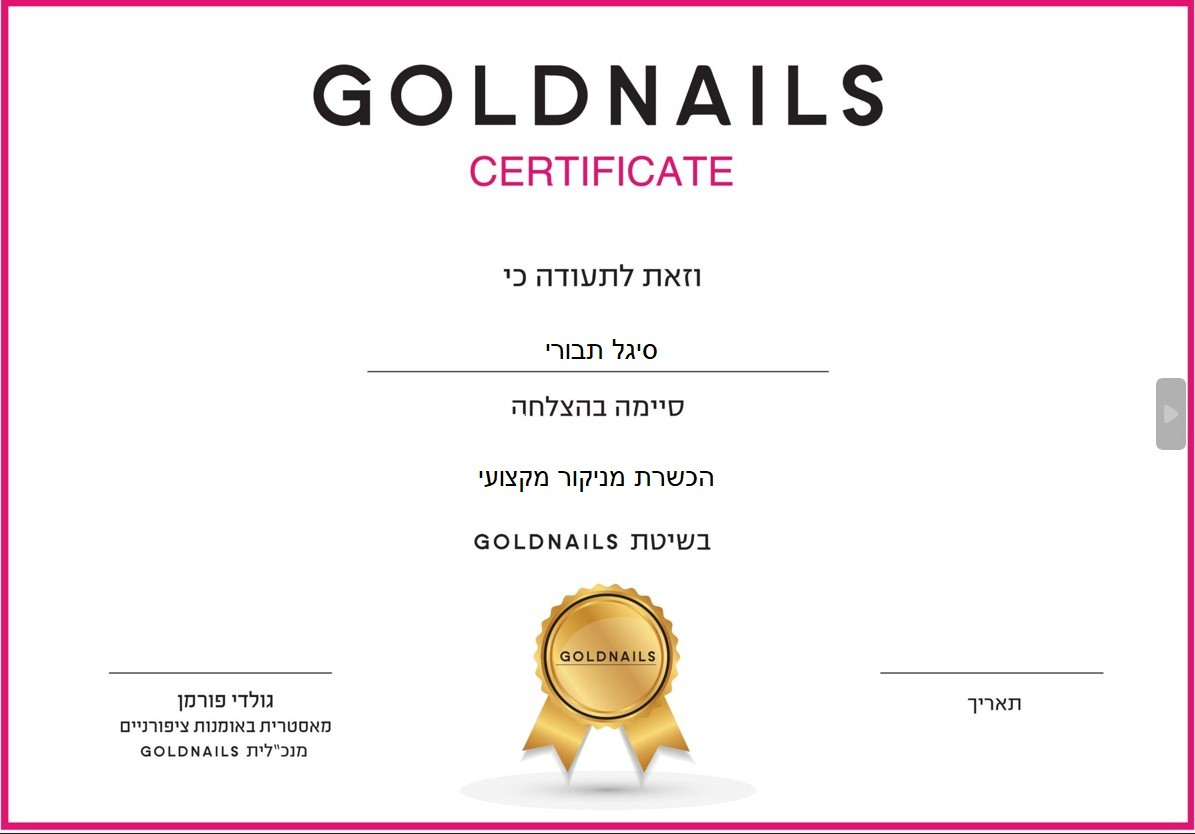 GOLDNAILS
CERTIFICATE
וזאת לתעודה כי
סיגל תבורי
סיימה בהצלחה
הכשרת מניקור מקצועי
בשיטת GOLDNAILS
GOLDNAILS
תאריך
גולדי פורמן
מאסטרית באומנות ציפורניים
מנכ"לית GOLDNAILS